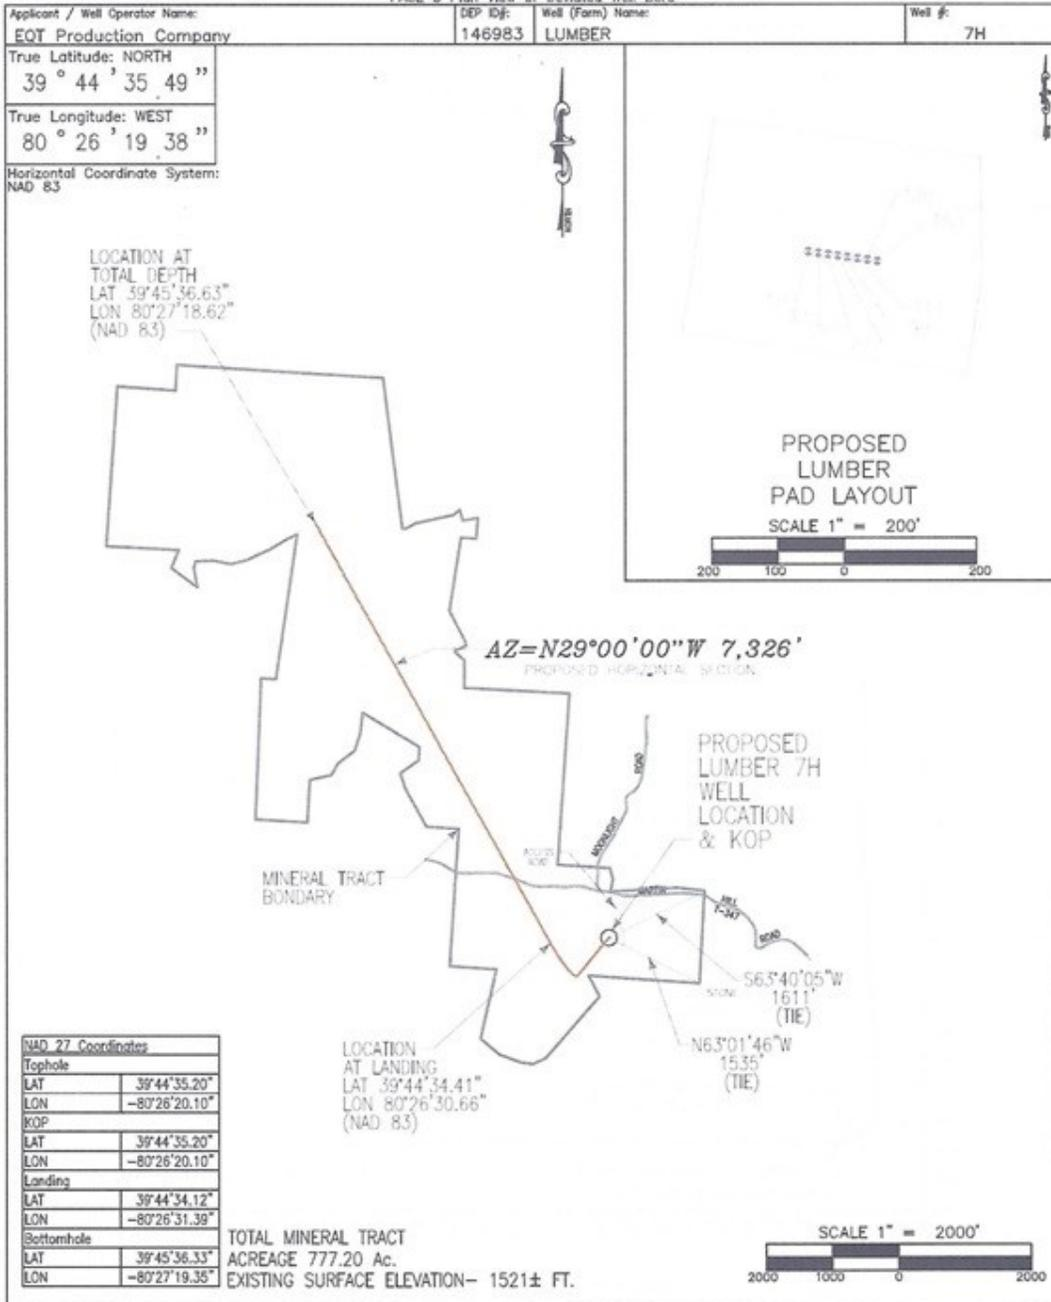 Applicant / Well Operator Name:
EQT Production Company
DEP ID#:
146983
Well (Farm) Name:
LUMBER
Well #:
7H
True Latitude: NORTH
39 ° 44 ' 35 . 49 "
True Longitude: WEST
80 ° 26 ' 19 . 38 "
Horizontal Coordinate System:
NAD 83
LOCATION AT
TOTAL DEPTH
LAT 39°45'36.63"
LON 80°27'18.62"
(NAD 83)
PROPOSED
LUMBER
PAD LAYOUT
SCALE 1" = 200'
200 100 0 200
AZ=N29°00'00"W 7,326'
PROPOSED HORIZONTAL SECTION
PROPOSED
LUMBER 7H
WELL
LOCATION
& KOP
MOONLIGHT
ROAD
ACCESS
ROAD
MINERAL TRACT
BONDARY
HILL
T-347
ROAD
S63°40'05"W
1611'
(TIE)
STONE
N63°01'46"W
1535'
(TIE)
LOCATION
AT LANDING
LAT 39°44'34.41"
LON 80°26'30.66"
(NAD 83)
NAD 27 Coordinates
Tophole
LAT 39°44'35.20"
LON -80°26'20.10"
KOP
LAT 39°44'35.20"
LON -80°26'20.10"
Landing
LAT 39°44'34.12"
LON -80°26'31.39"
Bottomhole
LAT 39°45'36.33"
LON -80°27'19.35"
TOTAL MINERAL TRACT
ACREAGE 777.20 Ac.
EXISTING SURFACE ELEVATION- 1521± FT.
SCALE 1" = 2000'
2000 1000 0 2000